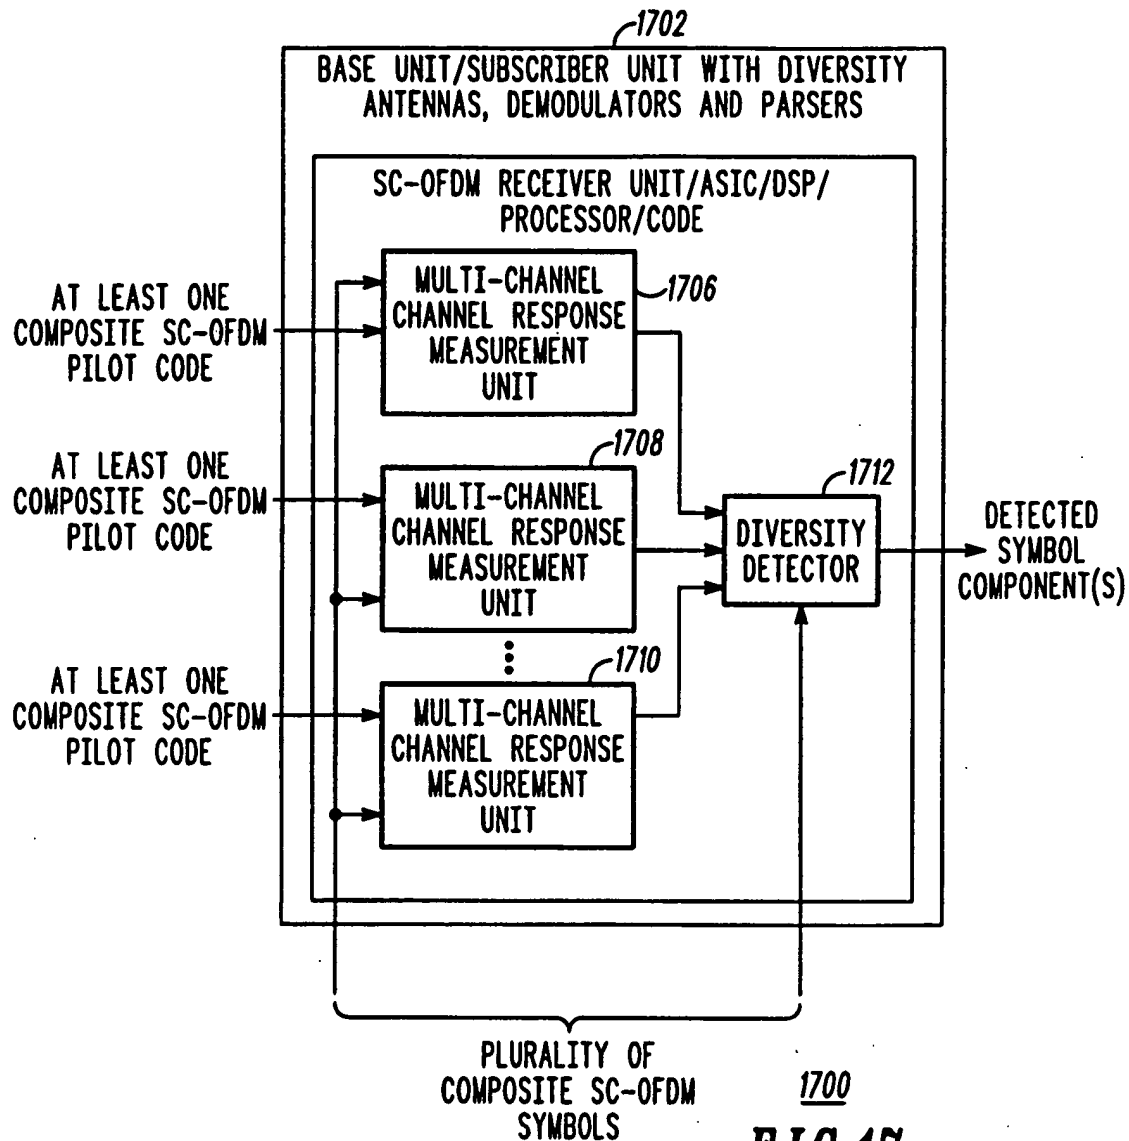 1702
BASE UNIT/SUBSCRIBER UNIT WITH DIVERSITY
ANTENNAS, DEMODULATORS AND PARSERS
SC-OFDM RECEIVER UNIT/ASIC/DSP/
PROCESSOR/CODE
AT LEAST ONE
COMPOSITE SC-OFDM
PILOT CODE
MULTI-CHANNEL
CHANNEL RESPONSE
MEASUREMENT
UNIT
1706
AT LEAST ONE
COMPOSITE SC-OFDM
PILOT CODE
1708
MULTI-CHANNEL
CHANNEL RESPONSE
MEASUREMENT
UNIT
1712
DIVERSITY
DETECTOR
DETECTED
SYMBOL
COMPONENT(S)
AT LEAST ONE
COMPOSITE SC-OFDM
PILOT CODE
1710
MULTI-CHANNEL
CHANNEL RESPONSE
MEASUREMENT
UNIT
PLURALITY OF
COMPOSITE SC-OFDM
SYMBOLS
1700
FIG.17